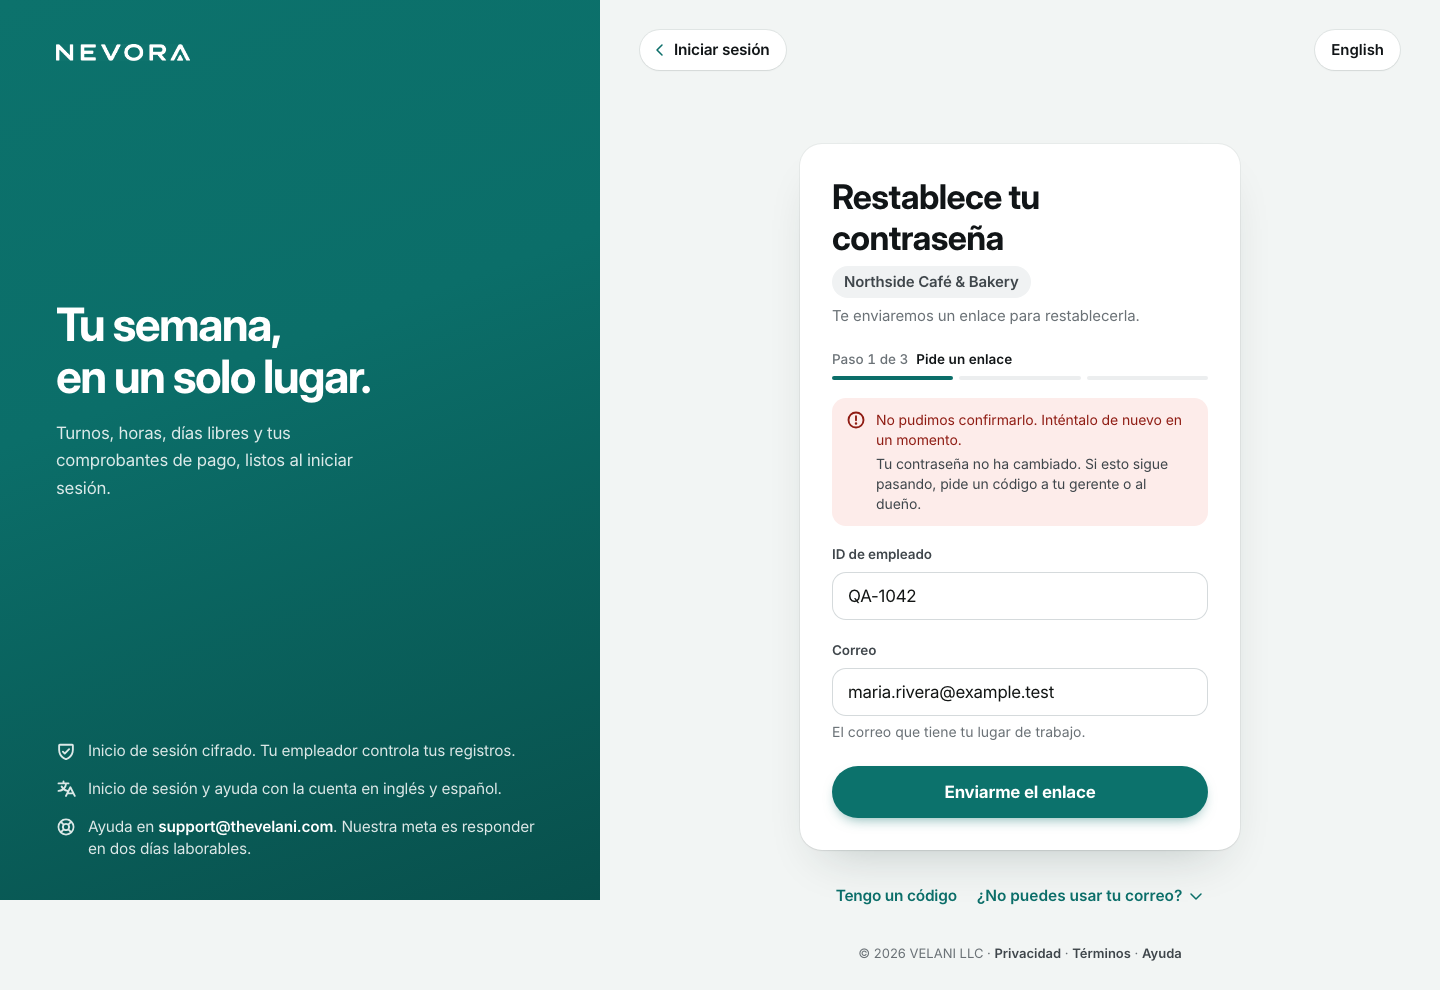 NEVORA
Tu semana,
en un solo lugar.
Turnos, horas, días libres y tus
comprobantes de pago, listos al iniciar
sesión.
Inicio de sesión cifrado. Tu empleador controla tus registros.
Inicio de sesión y ayuda con la cuenta en inglés y español.
Ayuda en support@thevelani.com. Nuestra meta es responder
en dos días laborables.
Iniciar sesión
English
Restablece tu
contraseña
Northside Café & Bakery
Te enviaremos un enlace para restablecerla.
Paso 1 de 3 Pide un enlace
No pudimos confirmarlo. Inténtalo de nuevo en
un momento.
Tu contraseña no ha cambiado. Si esto sigue
pasando, pide un código a tu gerente o al
dueño.
ID de empleado
QA-1042
Correo
maria.rivera@example.test
El correo que tiene tu lugar de trabajo.
Enviarme el enlace
Tengo un código ¿No puedes usar tu correo?
© 2026 VELANI LLC · Privacidad · Términos · Ayuda